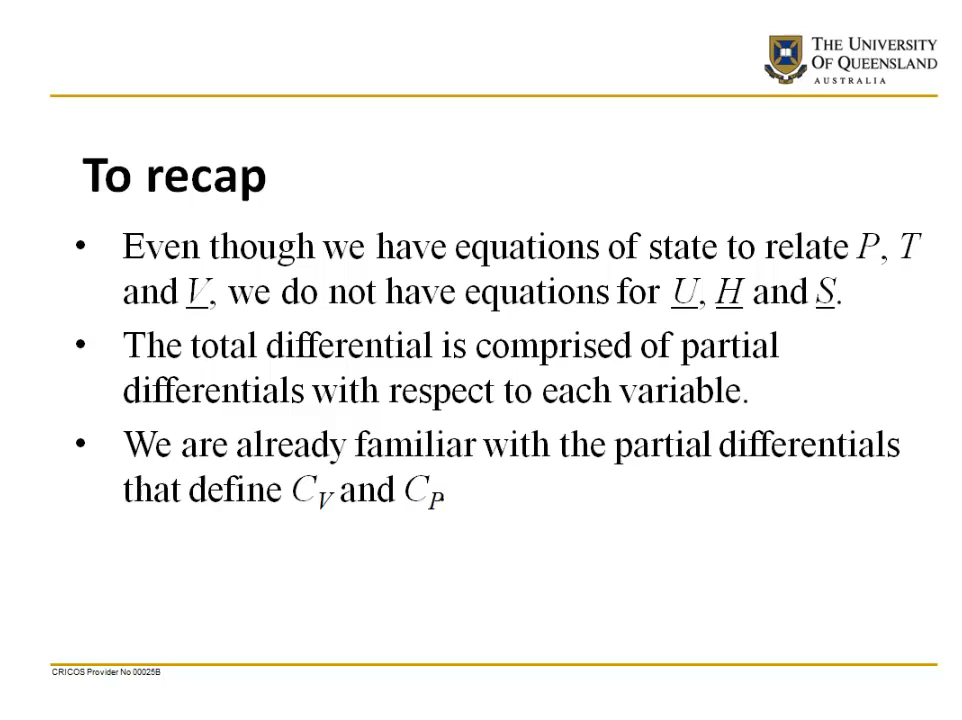 THE UNIVERSITY
OF QUEENSLAND
AUSTRALIA
To recap
• Even though we have equations of state to relate P, T
and V, we do not have equations for U, H and S.
• The total differential is comprised of partial
differentials with respect to each variable.
• We are already familiar with the partial differentials
that define CV and CP.
CRICOS Provider No 00025B